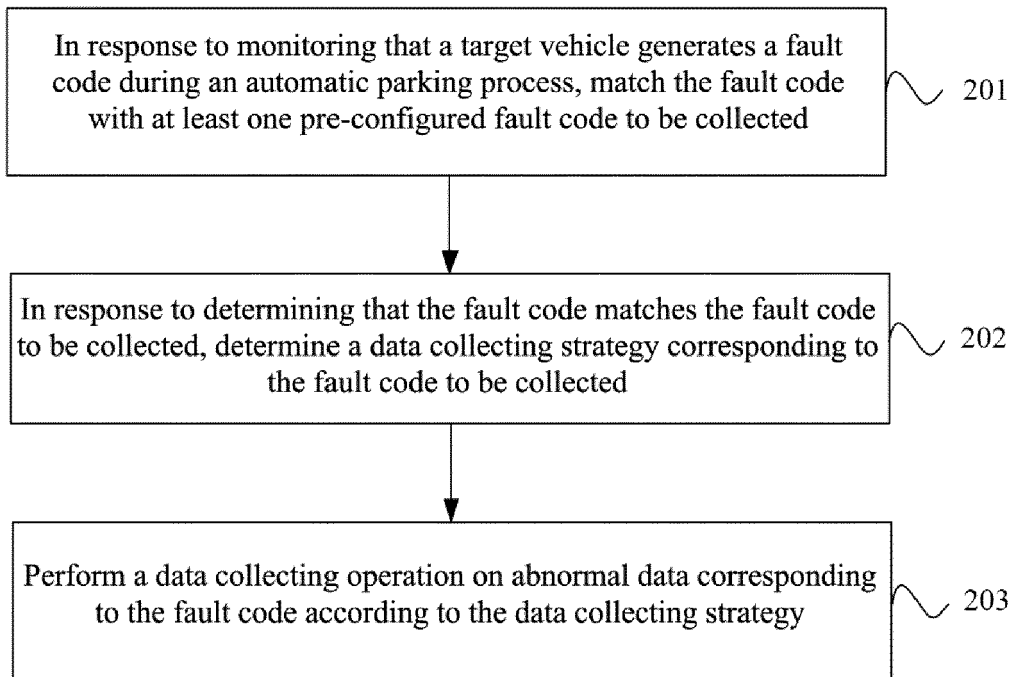 In response to monitoring that a target vehicle generates a fault
code during an automatic parking process, match the fault code
with at least one pre-configured fault code to be collected
201
In response to determining that the fault code matches the fault code
to be collected, determine a data collecting strategy corresponding to
the fault code to be collected
202
Perform a data collecting operation on abnormal data corresponding
to the fault code according to the data collecting strategy
203